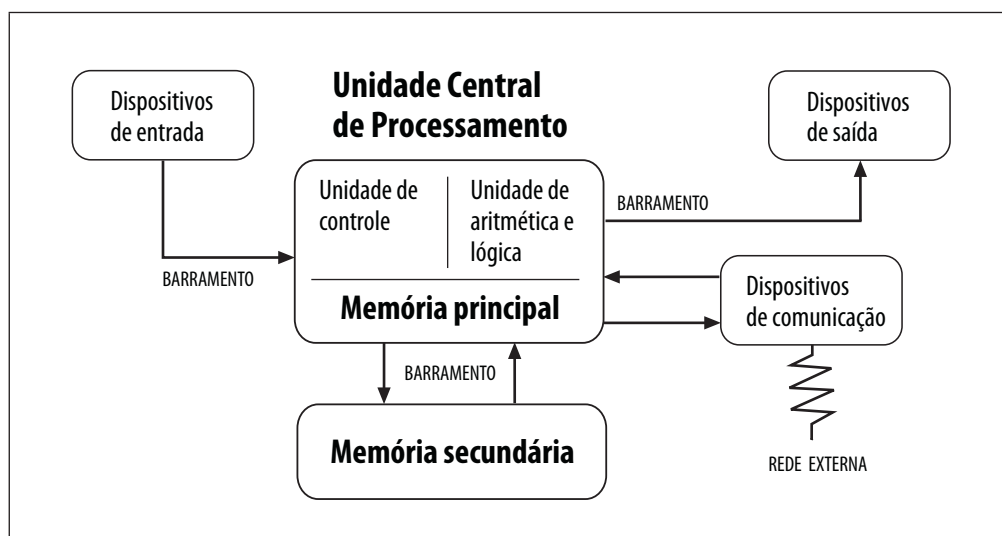 Dispositivos
de entrada
Unidade Central
de Processamento
Dispositivos
de saída
Unidade de
controle
Unidade de
aritmética e
lógica
BARRAMENTO
BARRAMENTO
Memória principal
Dispositivos
de comunicação
BARRAMENTO
Memória secundária
REDE EXTERNA